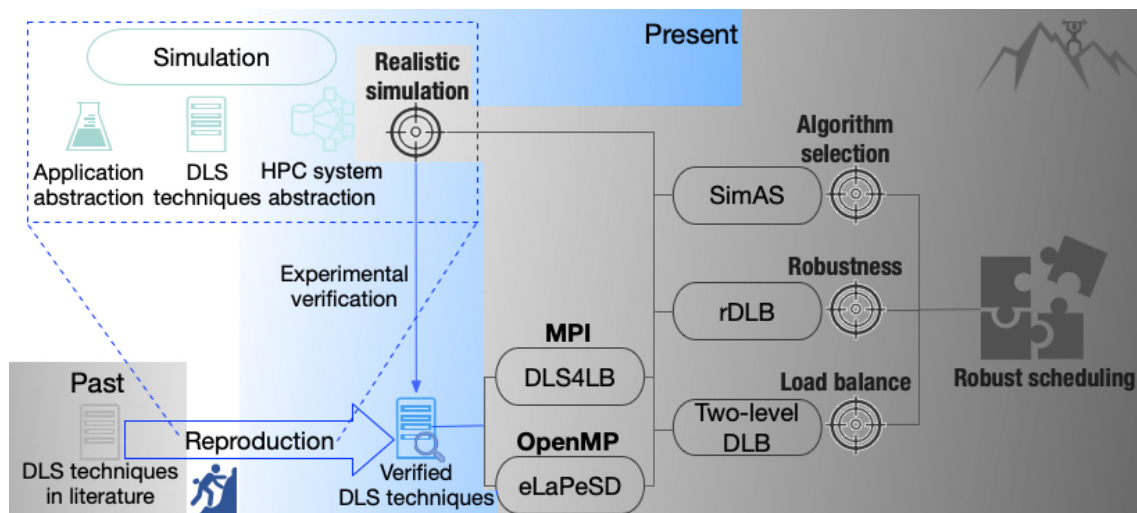 Simulation
Application
abstraction
DLS
techniques
HPC system
abstraction
Realistic
simulation
Present
Experimental
verification
Past
DLS techniques
in literature
Reproduction
Verified
DLS techniques
MPI
DLS4LB
OpenMP
eLaPeSD
Algorithm
selection
SimAS
Robustness
rDLB
Load balance
Two-level
DLB
Robust scheduling